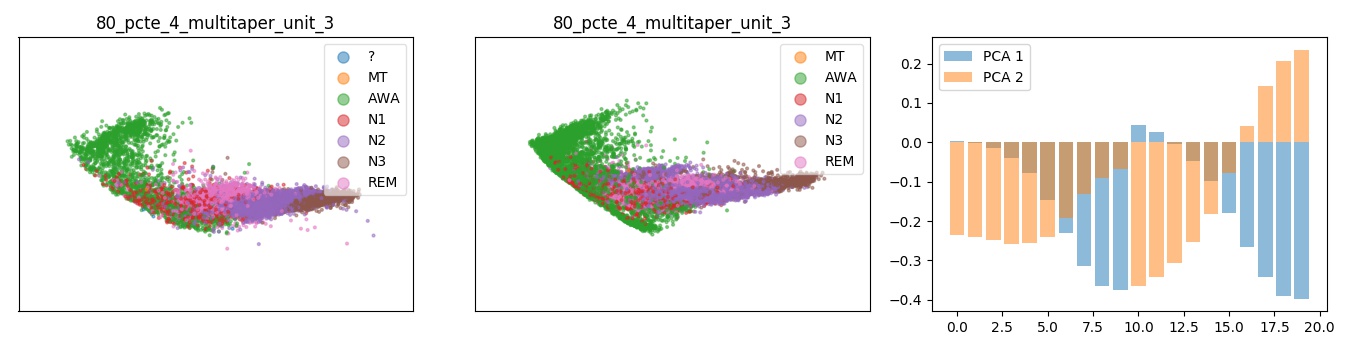 80_pcte_4_multitaper_unit_3
?
MT
AWA
N1
N2
N3
REM
80_pcte_4_multitaper_unit_3
MT
AWA
N1
N2
N3
REM
PCA 1
PCA 2
0.2
0.1
0.0
−0.1
−0.2
−0.3
−0.4
0.0 2.5 5.0 7.5 10.0 12.5 15.0 17.5 20.0